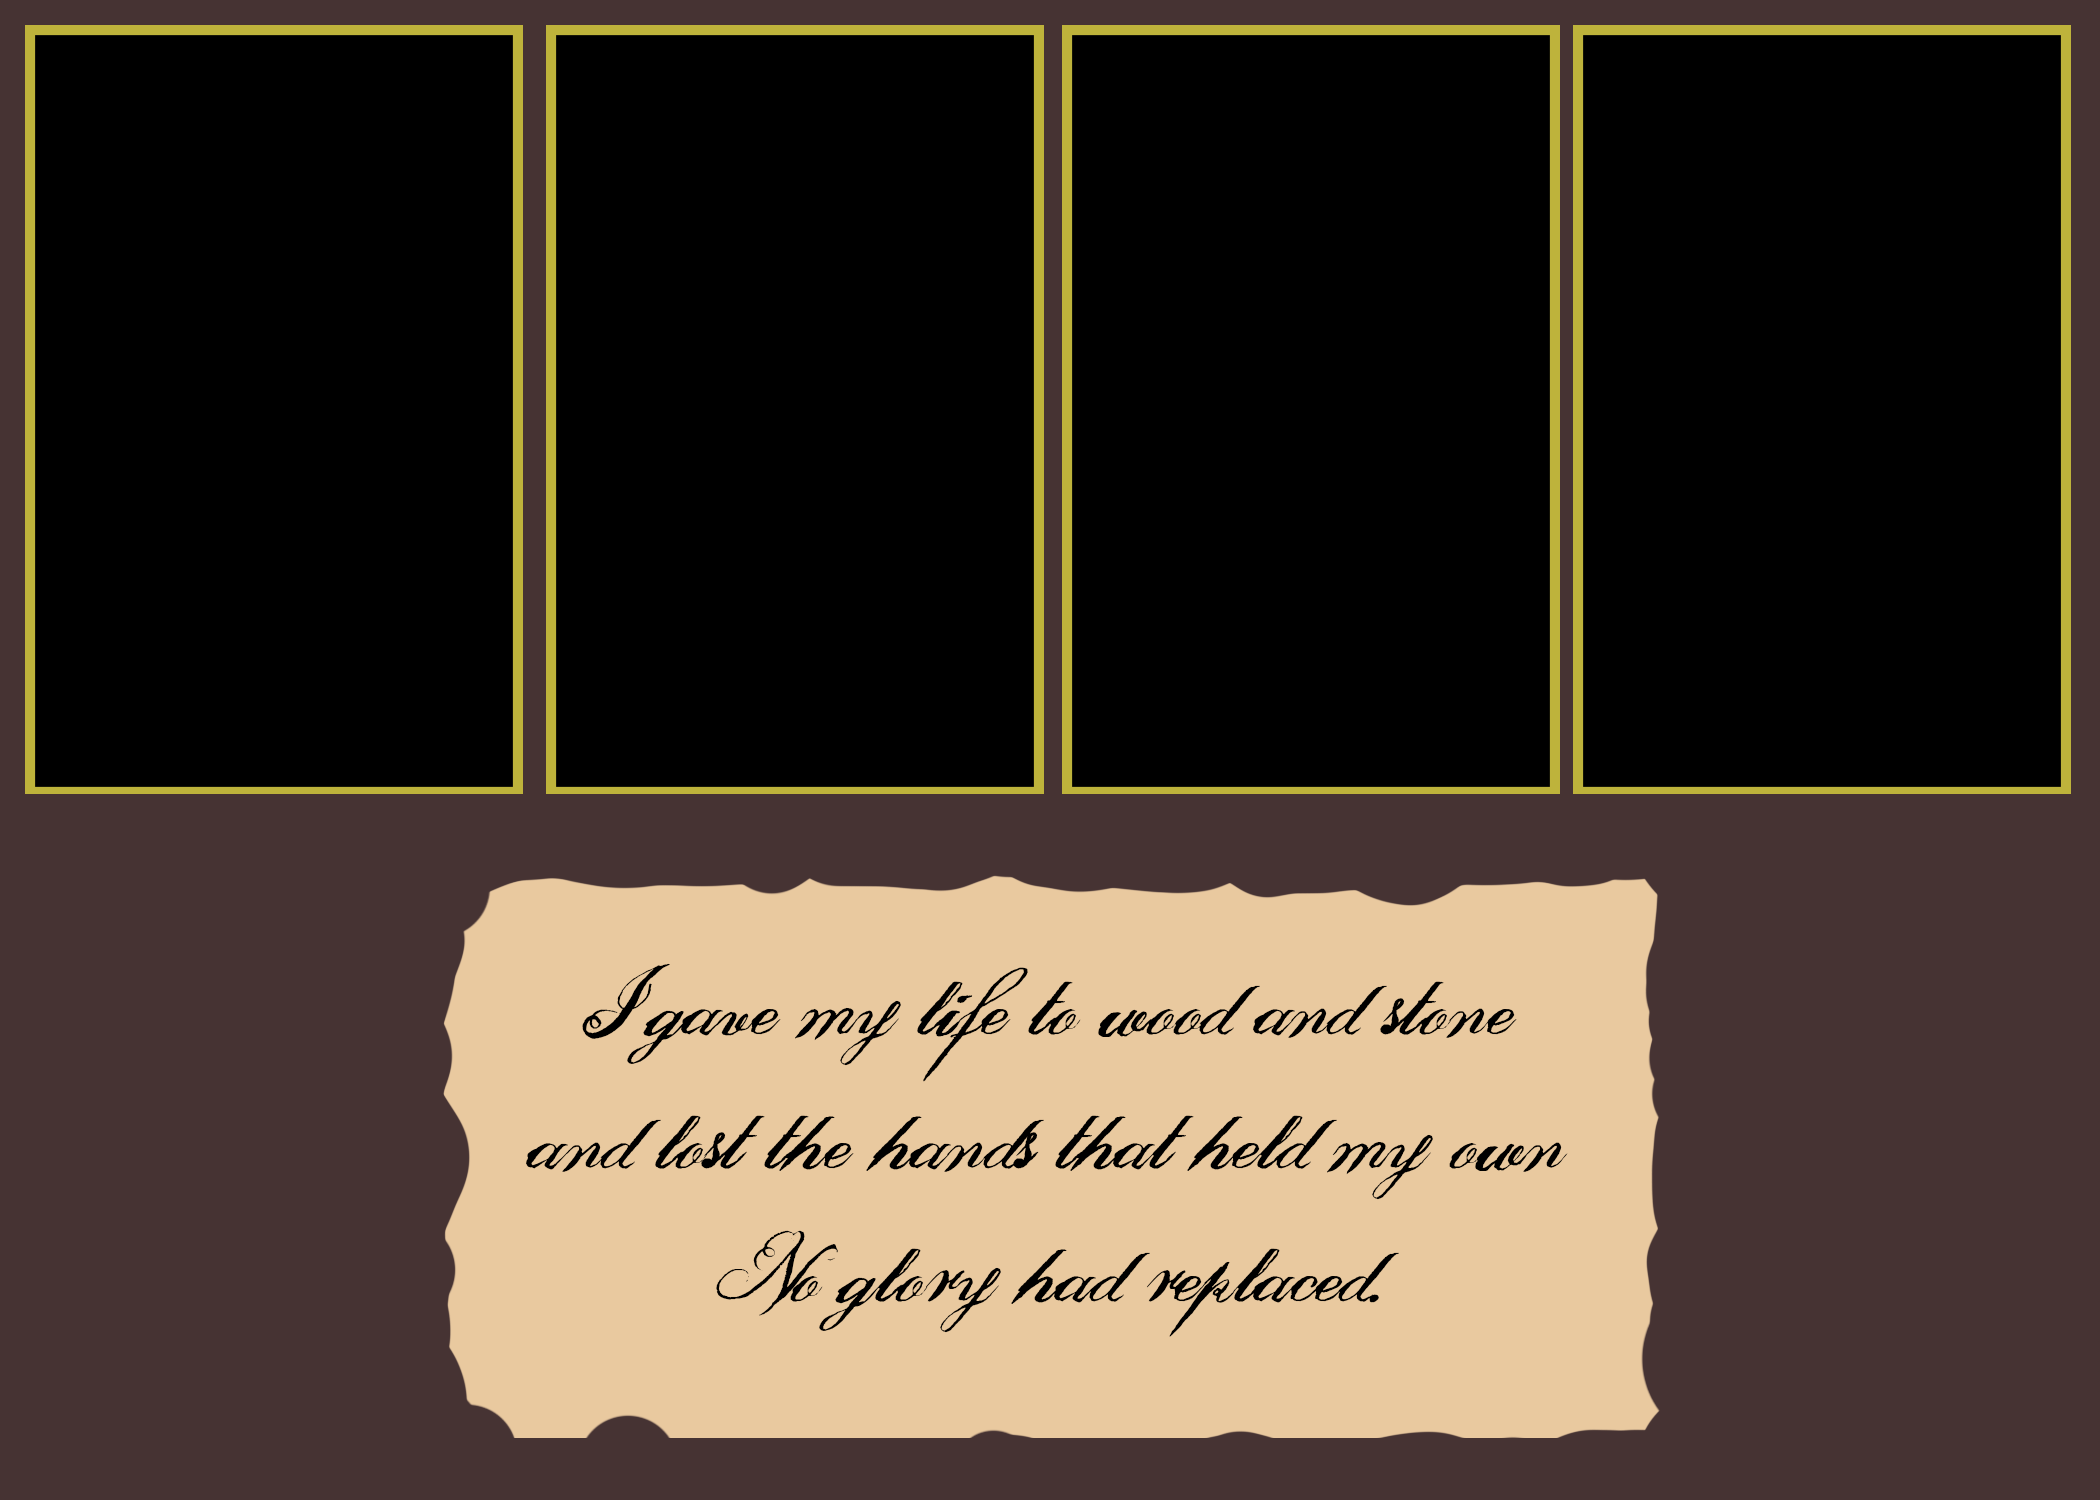 I gave my life to wood and stone
and lost the hands that held my own
No glory had replaced.